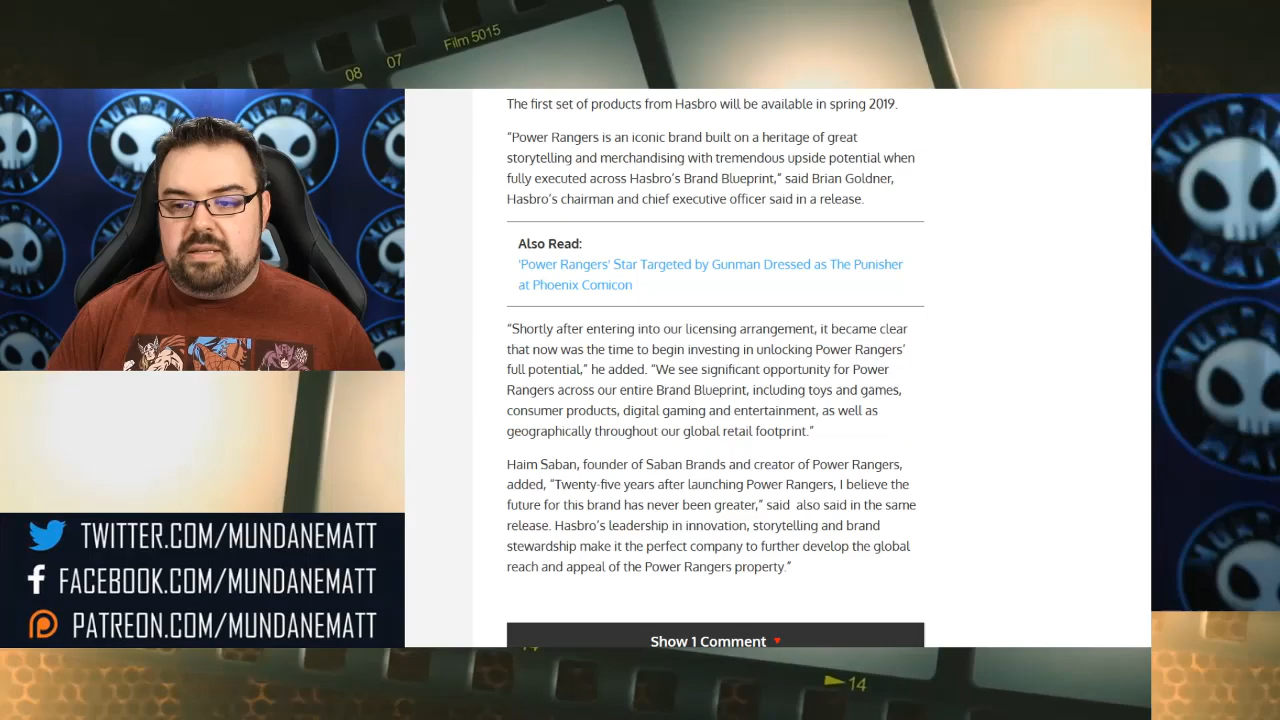 Film 5015
08 07
The first set of products from Hasbro will be available in spring 2019.
“Power Rangers is an iconic brand built on a heritage of great
storytelling and merchandising with tremendous upside potential when
fully executed across Hasbro’s Brand Blueprint,” said Brian Goldner,
Hasbro’s chairman and chief executive officer said in a release.
Also Read:
'Power Rangers' Star Targeted by Gunman Dressed as The Punisher
at Phoenix Comicon
“Shortly after entering into our licensing arrangement, it became clear
that now was the time to begin investing in unlocking Power Rangers’
full potential,” he added. “We see significant opportunity for Power
Rangers across our entire Brand Blueprint, including toys and games,
consumer products, digital gaming and entertainment, as well as
geographically throughout our global retail footprint.”
Haim Saban, founder of Saban Brands and creator of Power Rangers,
added, “Twenty-five years after launching Power Rangers, I believe the
future for this brand has never been greater,” said also said in the same
release. Hasbro’s leadership in innovation, storytelling and brand
stewardship make it the perfect company to further develop the global
reach and appeal of the Power Rangers property.”
Show 1 Comment
MUNDANE
MATT
TWITTER.COM/MUNDANEMATT
FACEBOOK.COM/MUNDANEMATT
PATREON.COM/MUNDANEMATT
14